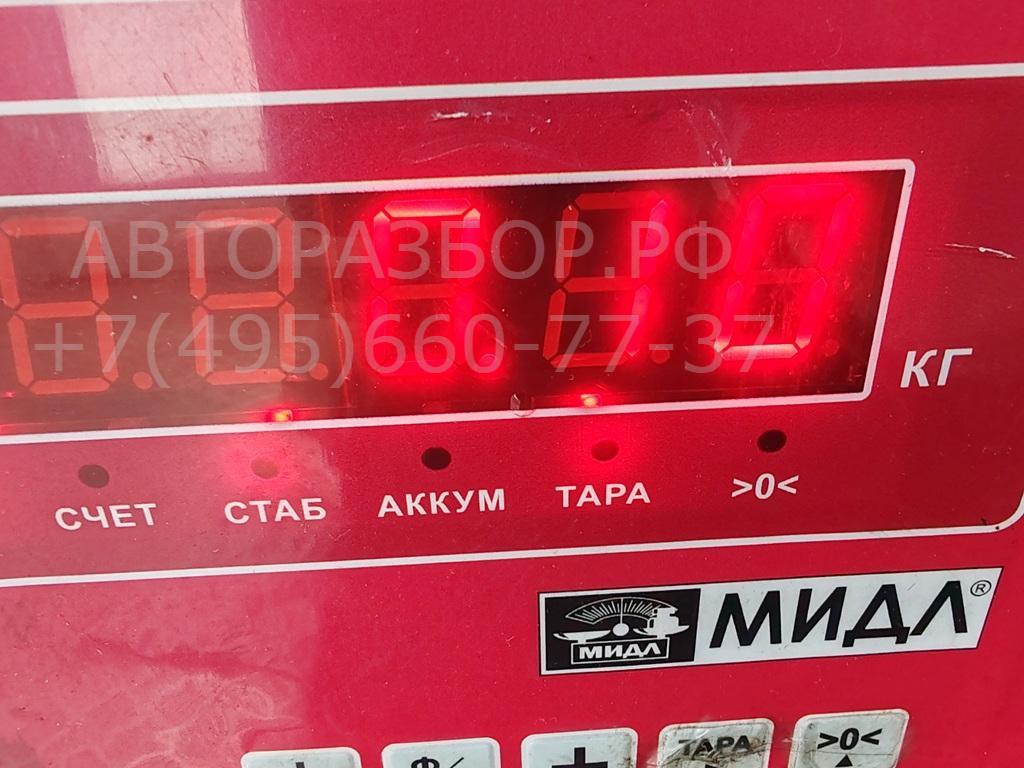 АВТОРАЗБОР.РФ
+7(495)660-77-37
КГ
СЧЕТ СТАБ АККУМ ТАРА >0<
МИДЛ МИДЛ®
+ Ф/ + ТАРА >0<